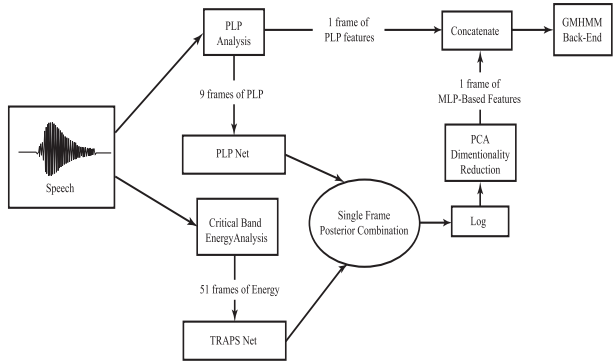 PLP
Analysis
1 frame of
PLP features
Concatenate
GMHMM
Back-End
9 frames of PLP
1 frame of
MLP-Based Features
PLP Net
PCA
Dimentionality
Reduction
Speech
Single Frame
Posterior Combination
Log
Critical Band
EnergyAnalysis
51 frames of Energy
TRAPS Net